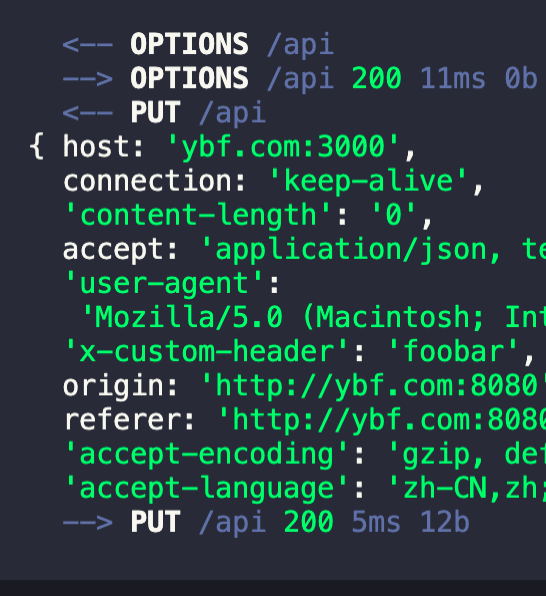 <-- OPTIONS /api
--> OPTIONS /api 200 11ms 0b
<-- PUT /api
{ host: 'ybf.com:3000',
connection: 'keep-alive',
'content-length': '0',
accept: 'application/json, te
'user-agent':
'Mozilla/5.0 (Macintosh; Int
'x-custom-header': 'foobar',
origin: 'http://ybf.com:8080'
referer: 'http://ybf.com:8080
'accept-encoding': 'gzip, def
'accept-language': 'zh-CN,zh;
--> PUT /api 200 5ms 12b